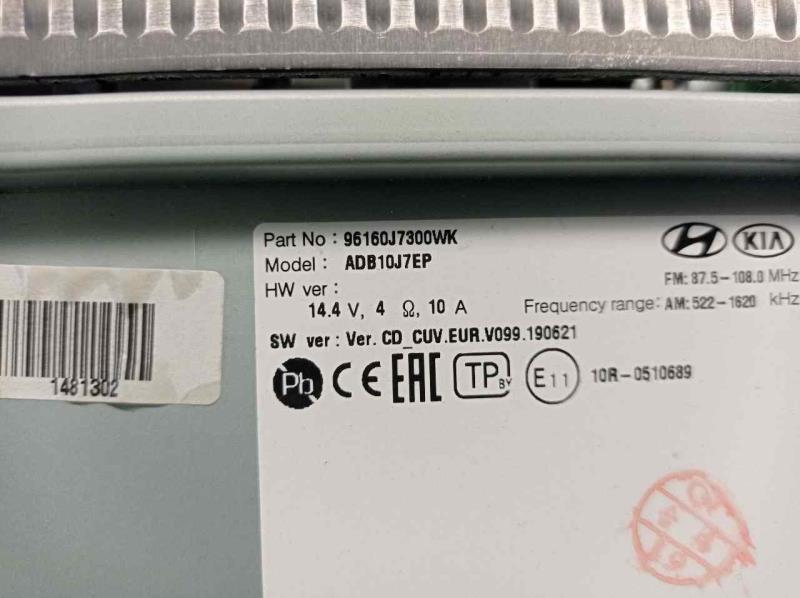 Part No : 96160J7300WK
HYUNDAI KIA
Model : ADB10J7EP
FM: 87.5-108.0 MHz
HW ver :
14.4 V, 4 Ω, 10 A
Frequency range: AM: 522-1620 kHz
SW ver : Ver. CD_CUV.EUR.V099.190621
Pb CE EAC TP BY E11 10R-0510689
1481302